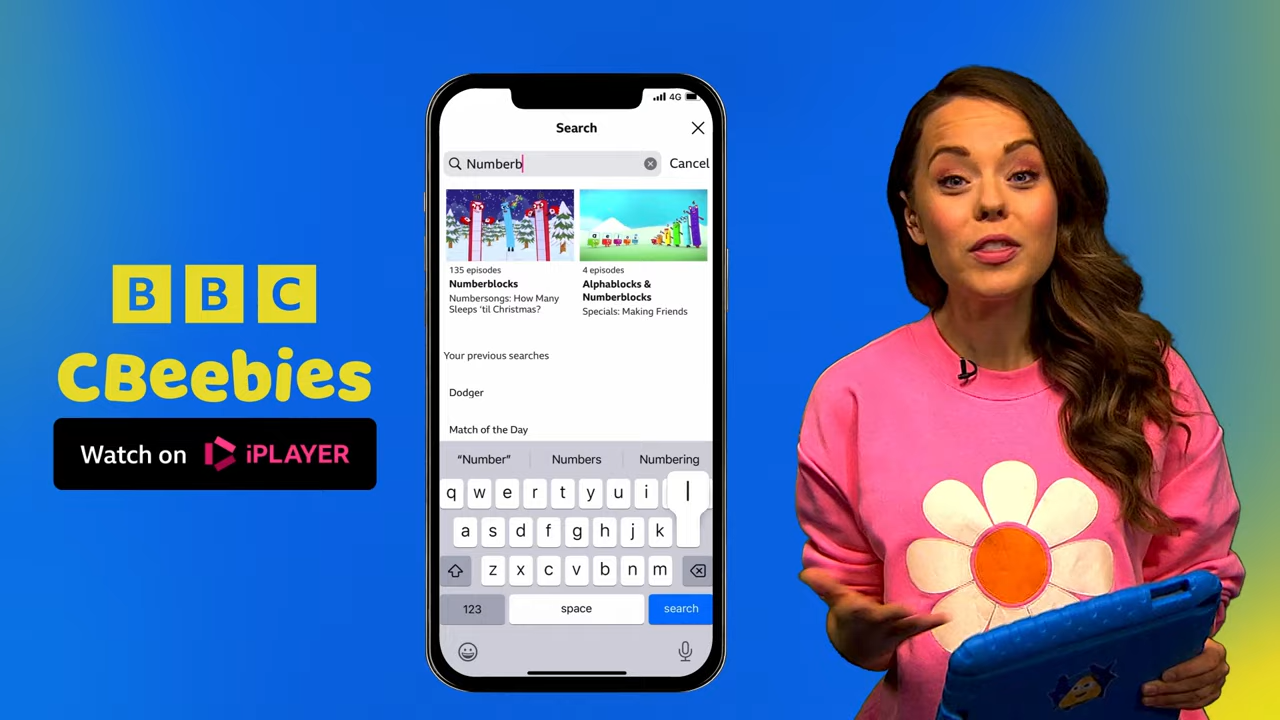 BBC
CBeebies
Watch on iPLAYER
4G
Search
Numberb
Cancel
135 episodes
Numberblocks
Numbersongs: How Many
Sleeps 'til Christmas?
4 episodes
Alphablocks &
Numberblocks
Specials: Making Friends
Your previous searches
Dodger
Match of the Day
“Number” Numbers Numbering
q w e r t y u i l
a s d f g h j k
z x c v b n m
123 space search